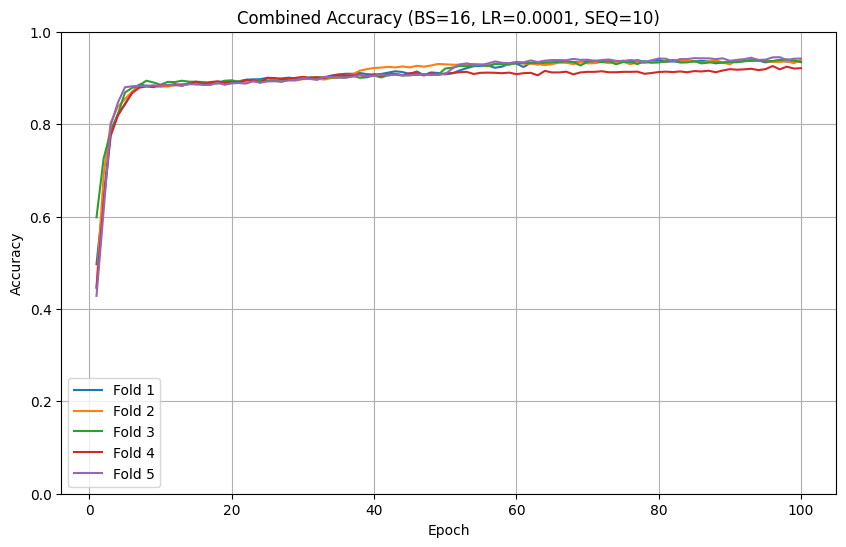 Combined Accuracy (BS=16, LR=0.0001, SEQ=10)
1.0
0.8
0.6
0.4
0.2
0.0
Accuracy
Fold 1
Fold 2
Fold 3
Fold 4
Fold 5
0 20 40 60 80 100
Epoch